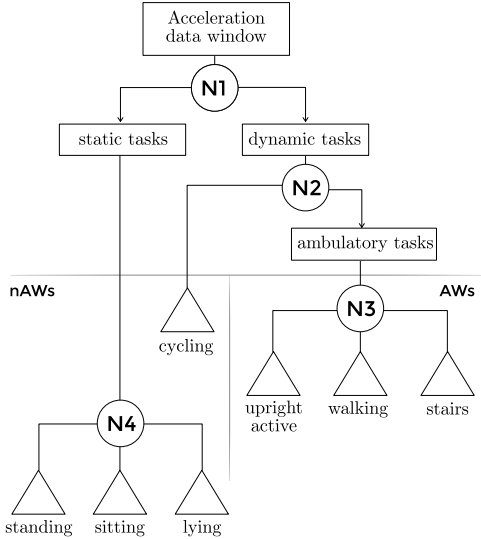 Acceleration
data window
N1
static tasks
dynamic tasks
N2
ambulatory tasks
nAWs
AWs
N3
cycling
upright
active
walking
stairs
N4
standing
sitting
lying